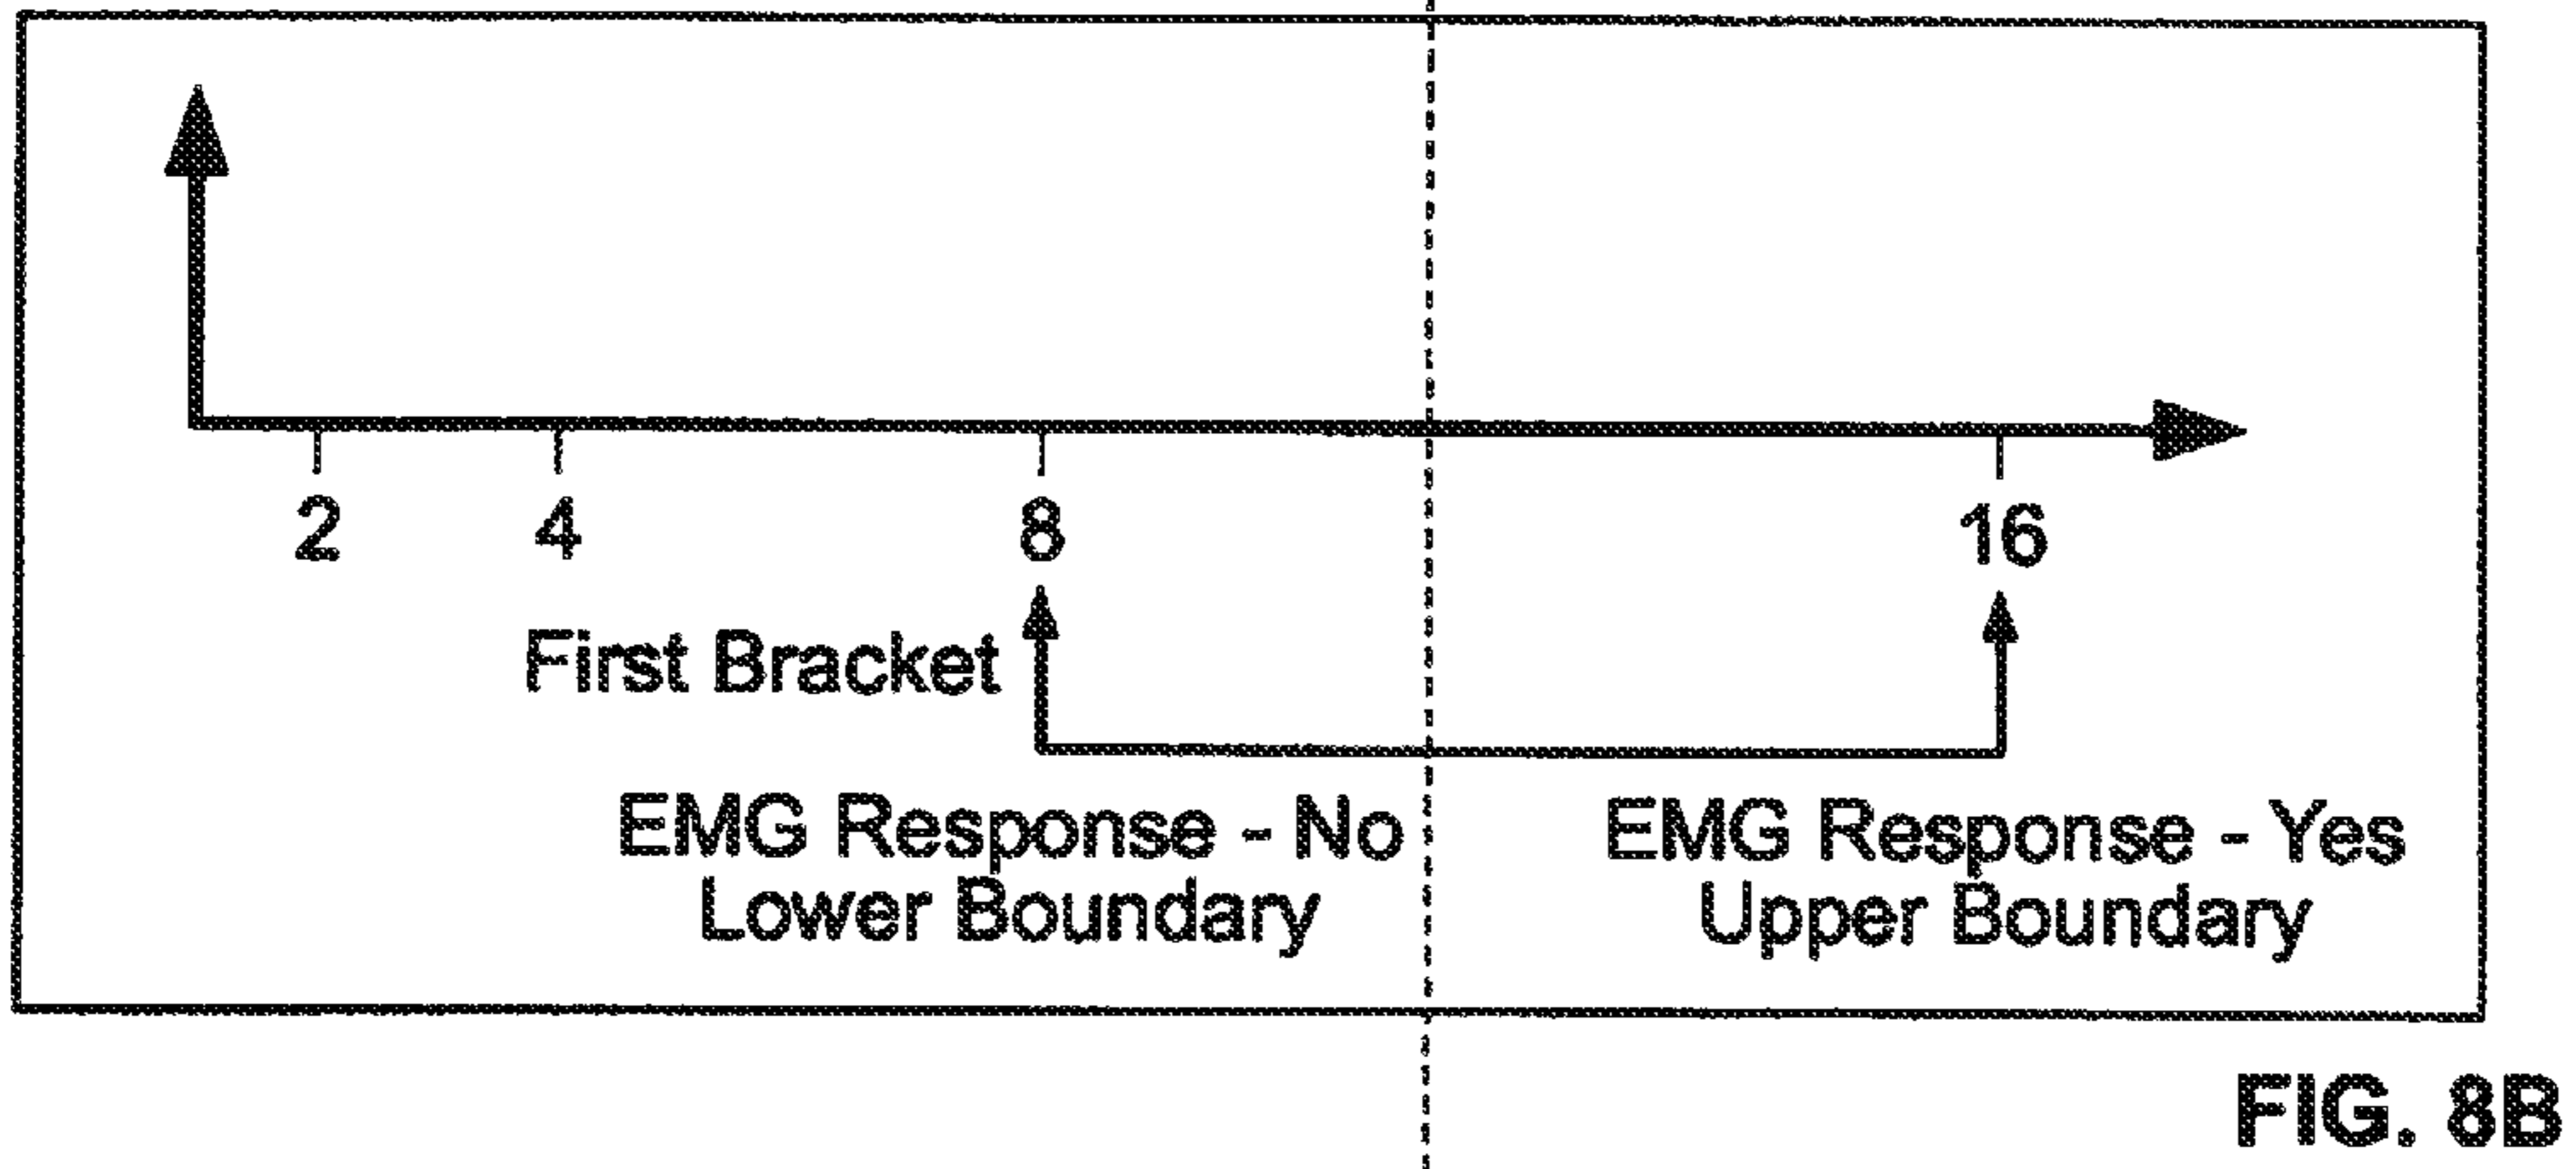 2 4 8 16
First Bracket
EMG Response - No EMG Response - Yes
Lower Boundary Upper Boundary
FIG. 8B